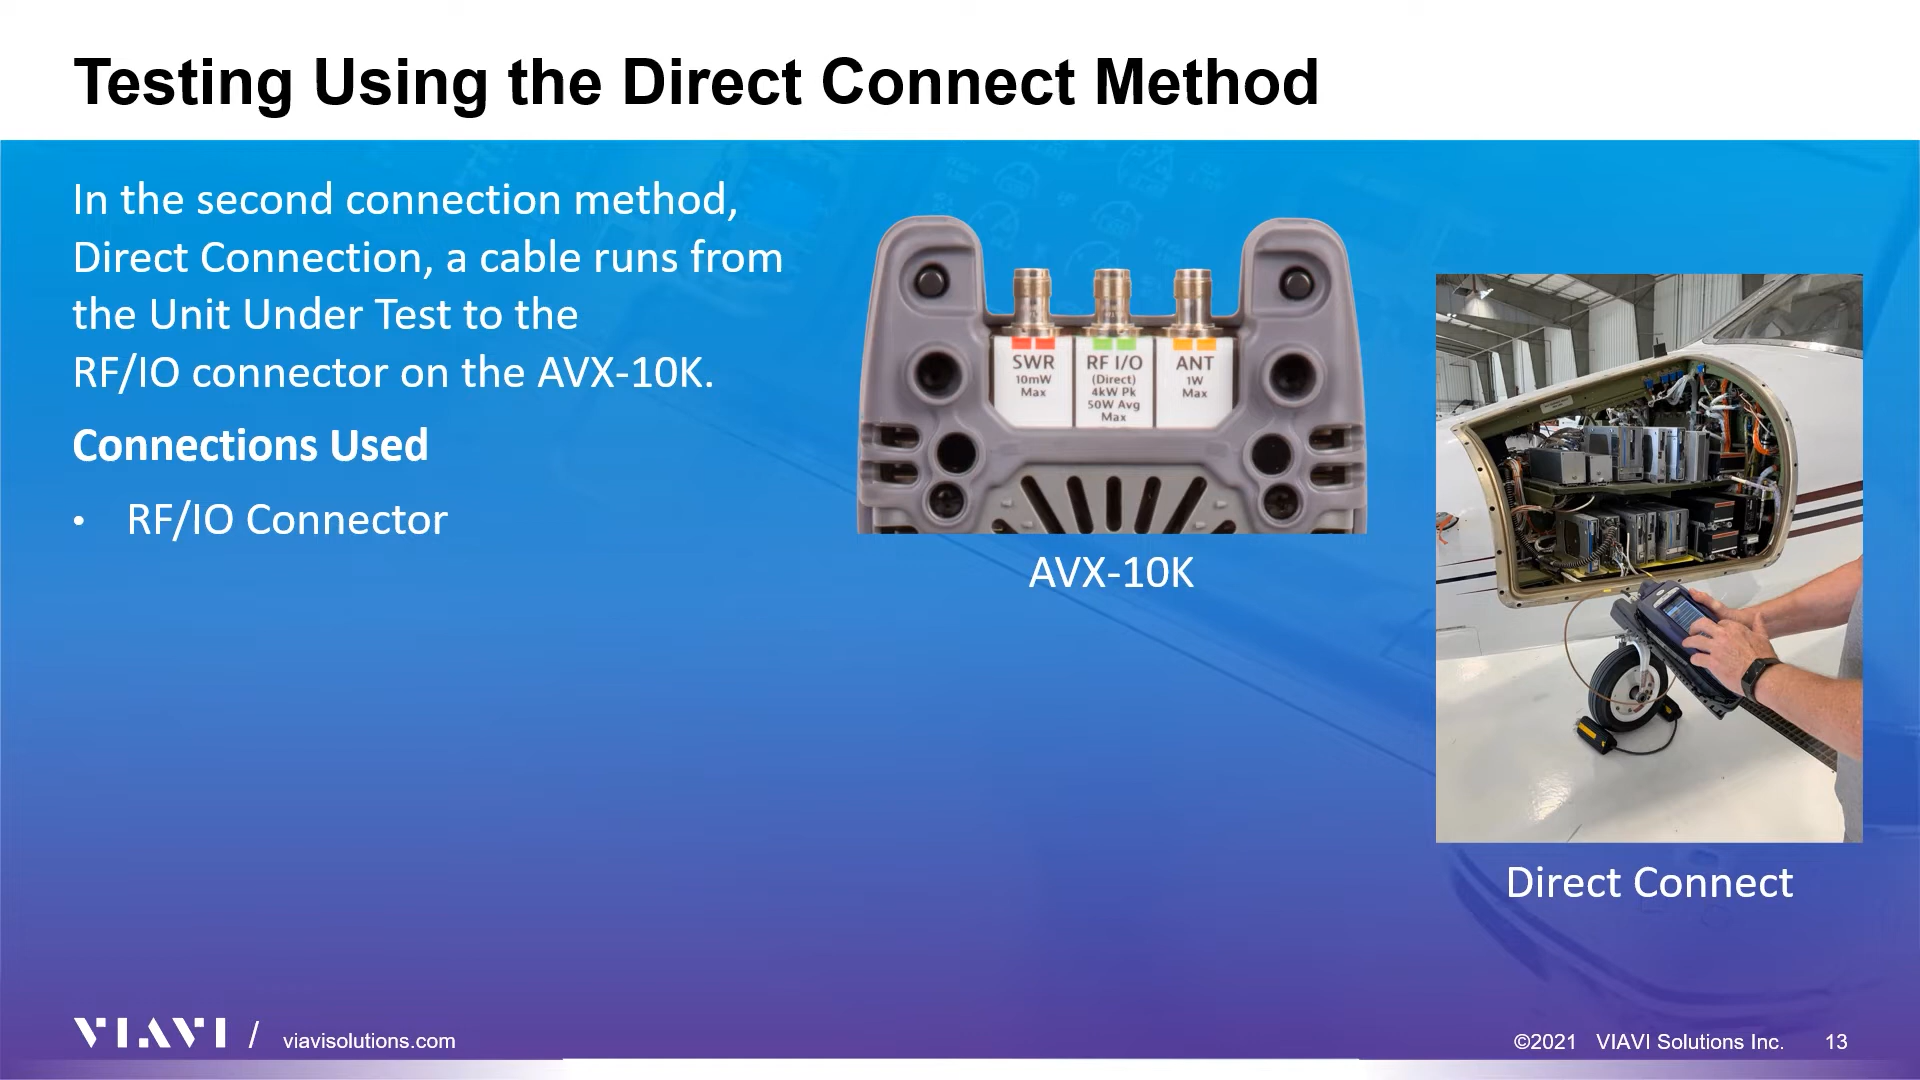 Testing Using the Direct Connect Method
In the second connection method,
Direct Connection, a cable runs from
the Unit Under Test to the
RF/IO connector on the AVX-10K.
Connections Used
• RF/IO Connector
SWR
10mW
Max
RF I/O
(Direct)
4kW Pk
50W Avg
Max
ANT
1W
Max
AVX-10K
Direct Connect
VIAVI / viavisolutions.com
©2021 VIAVI Solutions Inc. 13